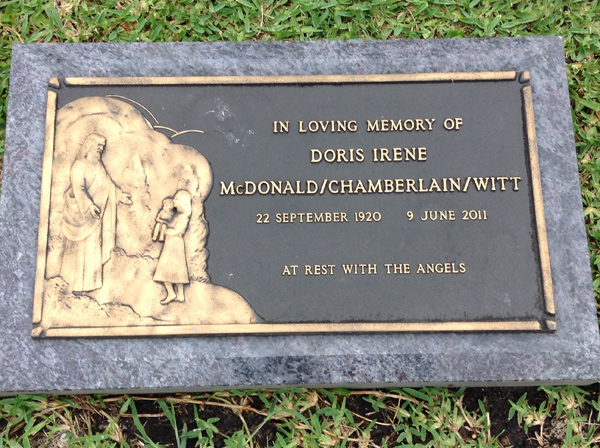 IN LOVING MEMORY OF
DORIS IRENE
McDONALD/CHAMBERLAIN/WITT
22 SEPTEMBER 1920 9 JUNE 2011
AT REST WITH THE ANGELS